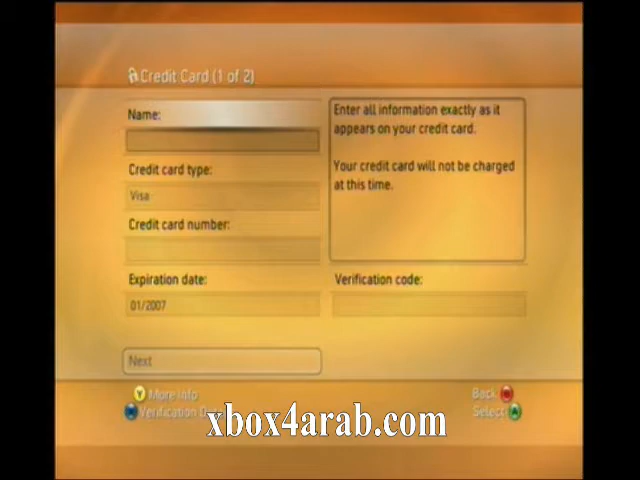 Credit Card (1 of 2)
Name:
Enter all information exactly as it
appears on your credit card.
Your credit card will not be charged
at this time.
Credit card type:
Visa
Credit card number:
Expiration date:
Verification code:
01/2007
Next
Y More Info
Back B
X Verification
Select A
xbox4arab.com